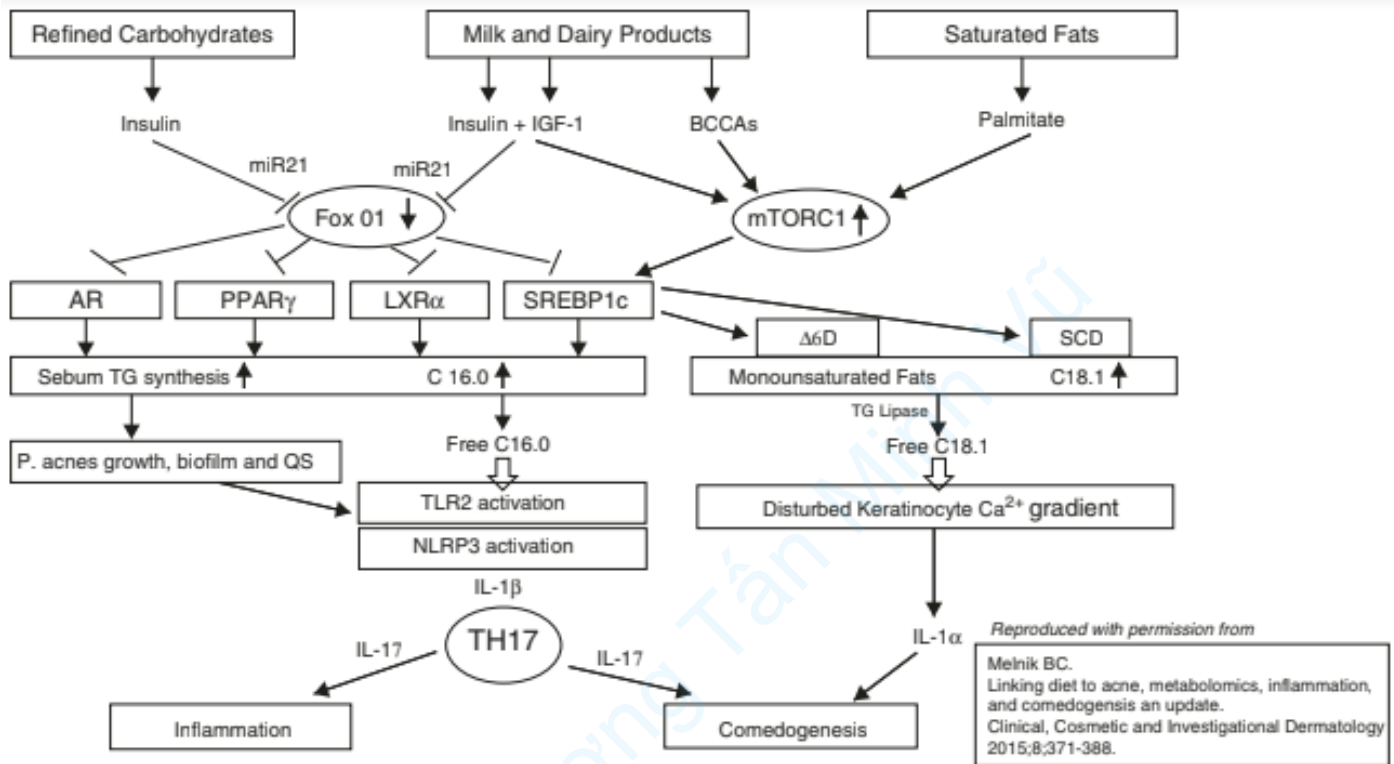 Refined Carbohydrates
Milk and Dairy Products
Saturated Fats
Insulin
Insulin + IGF-1
BCCAs
Palmitate
miR21
miR21
Fox 01
mTORC1
AR
PPARγ
LXRα
SREBP1c
Δ6D
SCD
Sebum TG synthesis
C 16.0
Monounsaturated Fats
C18.1
TG Lipase
Free C16.0
Free C18.1
P. acnes growth, biofilm and QS
TLR2 activation
Disturbed Keratinocyte Ca²⁺ gradient
NLRP3 activation
IL-1β
TH17
IL-17
IL-17
IL-1α
Inflammation
Comedogenesis
Reproduced with permission from
Melnik BC.
Linking diet to acne, metabolomics, inflammation,
and comedogensis an update.
Clinical, Cosmetic and Investigational Dermatology
2015;8;371-388.
Tấn Minh Vũ